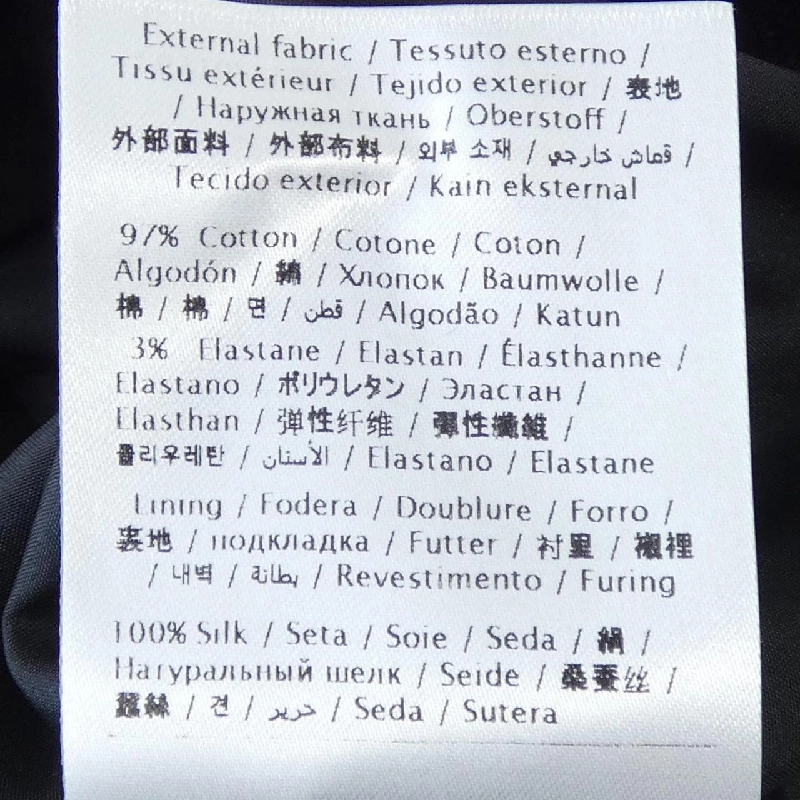 External fabric / Tessuto esterno /
Tissu extérieur / Tejido exterior / 表地
/ Наружная ткань / Oberstoff /
外部面料 / 外部布料 / 외부 소재 / قماش خارجي /
Tecido exterior / Kain eksternal
97% Cotton / Cotone / Coton /
Algodón / 綿 / Хлопок / Baumwolle /
棉 / 棉 / 면 / قطن / Algodão / Katun
3% Elastane / Elastan / Élasthanne /
Elastano / ポリウレタン / Эластан /
Elasthan / 弹性纤维 / 彈性纖維 /
폴리우레탄 / الأستان / Elastano / Elastane
Lining / Fodera / Doublure / Forro /
裏地 / подкладка / Futter / 衬里 / 襯裡
/ 내벽 / بطانة / Revestimento / Furing
100% Silk / Seta / Soie / Seda / 絹 /
Натуральный шелк / Seide / 桑蚕丝 /
蠶絲 / 견 / حرير / Seda / Sutera